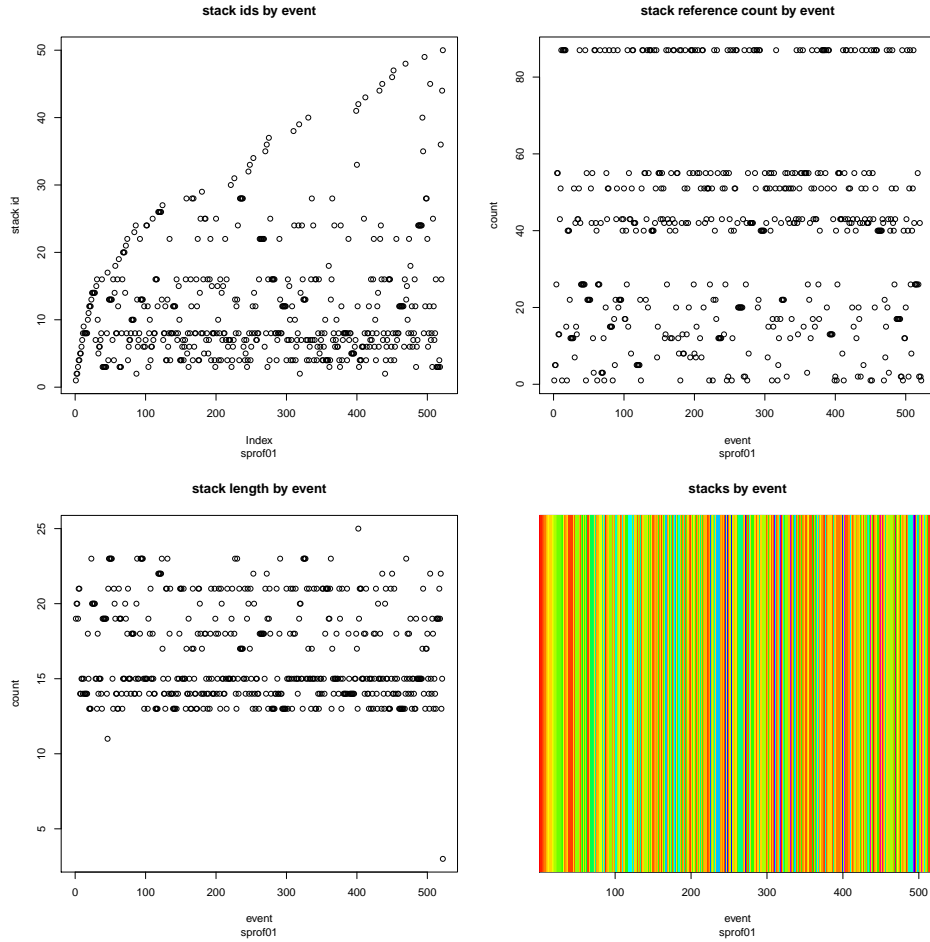 stack ids by event
stack id
50
40
30
20
10
0
0 100 200 300 400 500
Index
sprof01
stack reference count by event
count
80
60
40
20
0
0 100 200 300 400 500
event
sprof01
stack length by event
count
25
20
15
10
5
0 100 200 300 400 500
event
sprof01
stacks by event
100 200 300 400 500
event
sprof01